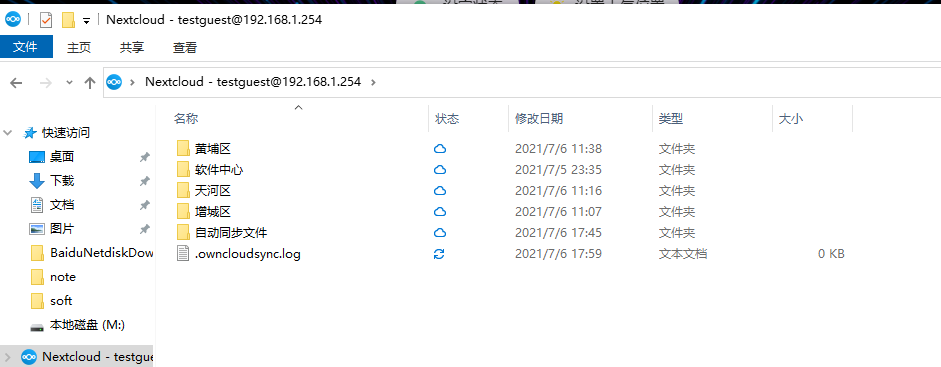 Nextcloud - testguest@192.168.1.254
文件 主页 共享 查看
Nextcloud - testguest@192.168.1.254
名称 状态 修改日期 类型 大小
快速访问
桌面
下载
文档
图片
BaiduNetdiskDow
note
soft
本地磁盘 (M:)
Nextcloud - testgue
黄埔区 2021/7/6 11:38 文件夹
软件中心 2021/7/5 23:35 文件夹
天河区 2021/7/6 11:16 文件夹
增城区 2021/7/6 11:07 文件夹
自动同步文件 2021/7/6 17:45 文件夹
.owncloudsync.log 2021/7/6 17:59 文本文档 0 KB